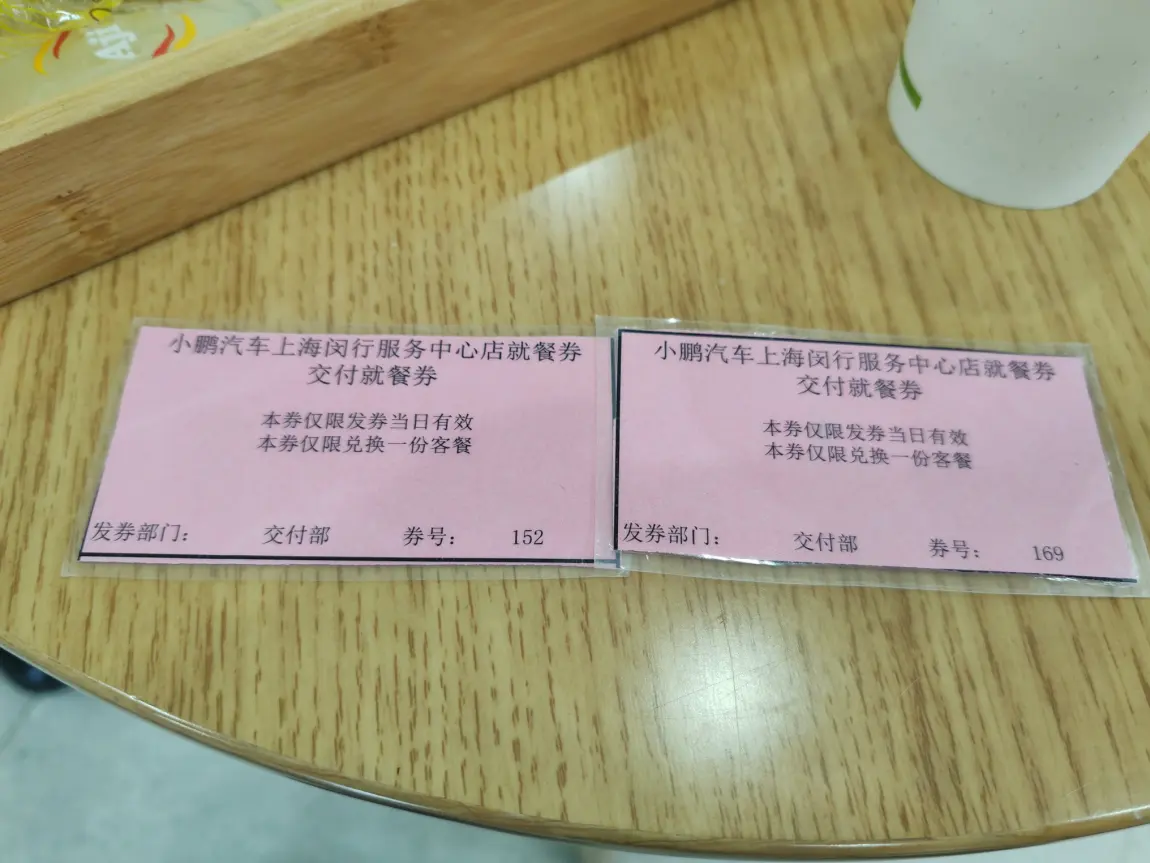 小鹏汽车上海闵行服务中心店就餐券
交付就餐券
本券仅限发券当日有效
本券仅限兑换一份客餐
发券部门： 交付部 券号： 152
小鹏汽车上海闵行服务中心店就餐券
交付就餐券
本券仅限发券当日有效
本券仅限兑换一份客餐
发券部门： 交付部 券号： 169